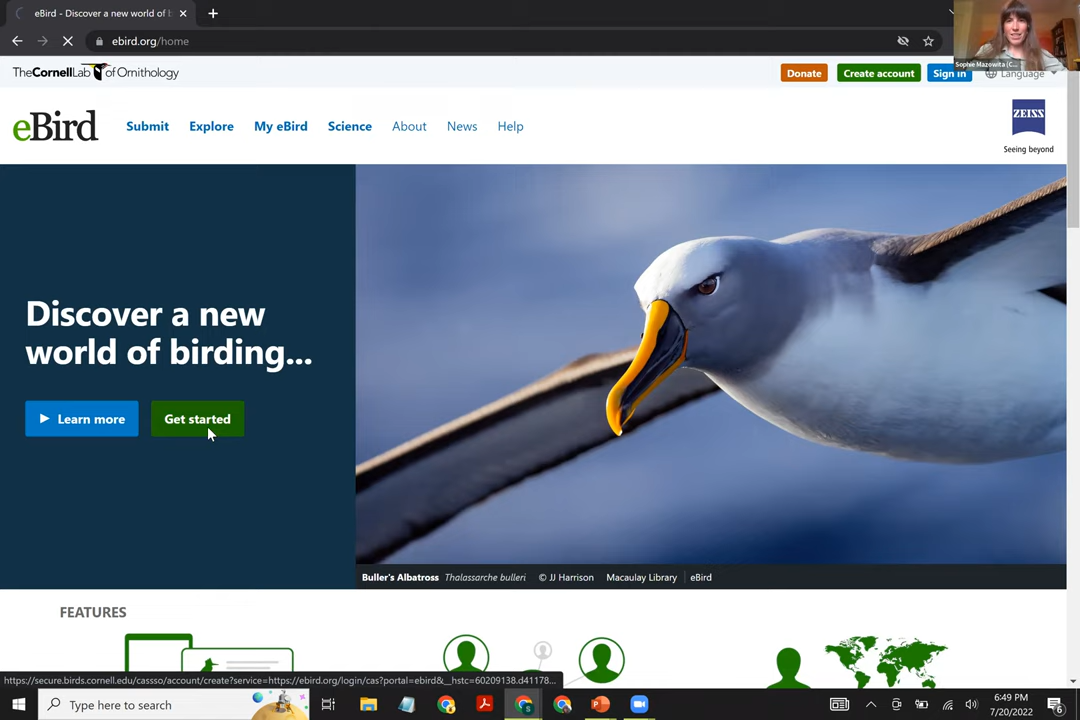 eBird - Discover a new world of b
ebird.org/home
Sophie Mazowita (C...
TheCornellLab of Ornithology
Donate
Create account
Sign in
Language
eBird
Submit
Explore
My eBird
Science
About
News
Help
ZEISS
Seeing beyond
Discover a new
world of birding...
Learn more
Get started
Buller's Albatross Thalassarche bulleri © JJ Harrison Macaulay Library eBird
FEATURES
https://secure.birds.cornell.edu/cassso/account/create?service=https://ebird.org/login/cas?portal=ebird&__hstc=60209138.d41178...
Type here to search
6:49 PM
7/20/2022
6